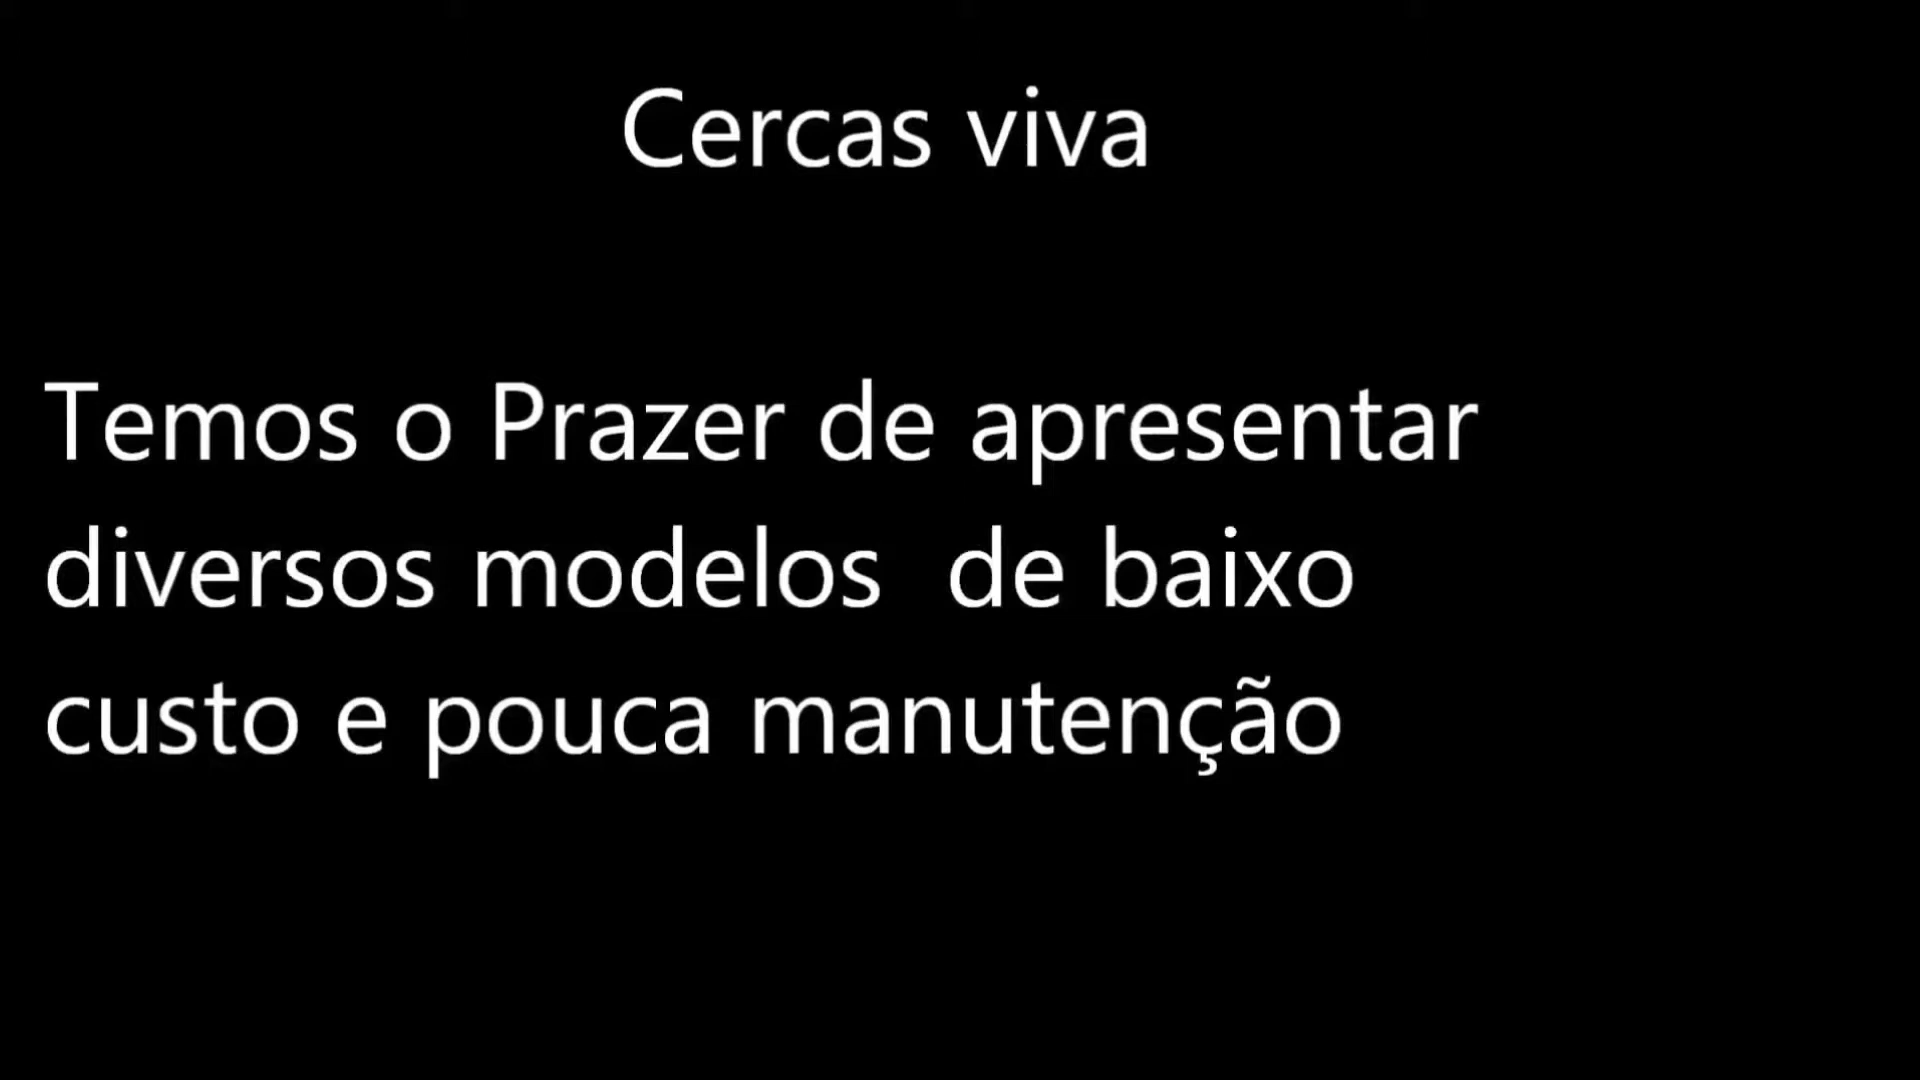 Cercas viva
Temos o Prazer de apresentar
diversos modelos  de baixo
custo e pouca manutenção